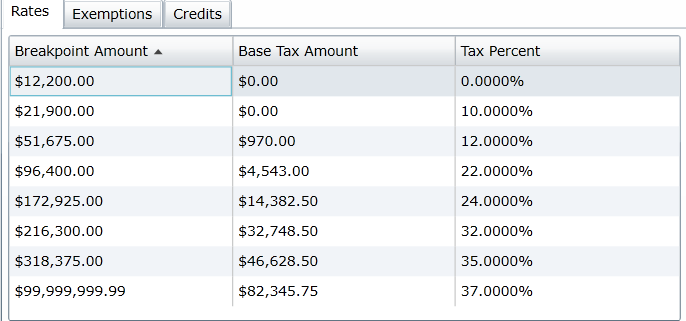 Rates Exemptions Credits
Breakpoint Amount Base Tax Amount Tax Percent
$12,200.00 $0.00 0.0000%
$21,900.00 $0.00 10.0000%
$51,675.00 $970.00 12.0000%
$96,400.00 $4,543.00 22.0000%
$172,925.00 $14,382.50 24.0000%
$216,300.00 $32,748.50 32.0000%
$318,375.00 $46,628.50 35.0000%
$99,999,999.99 $82,345.75 37.0000%